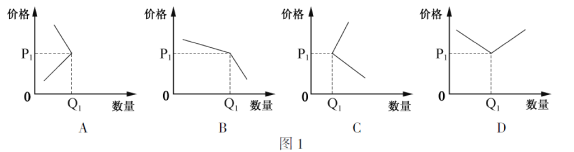 价格 价格 价格 价格
P₁ P₁ P₁ P₁
0 Q₁ 数量 0 Q₁ 数量 0 Q₁ 数量 0 Q₁ 数量
A B C D
图1